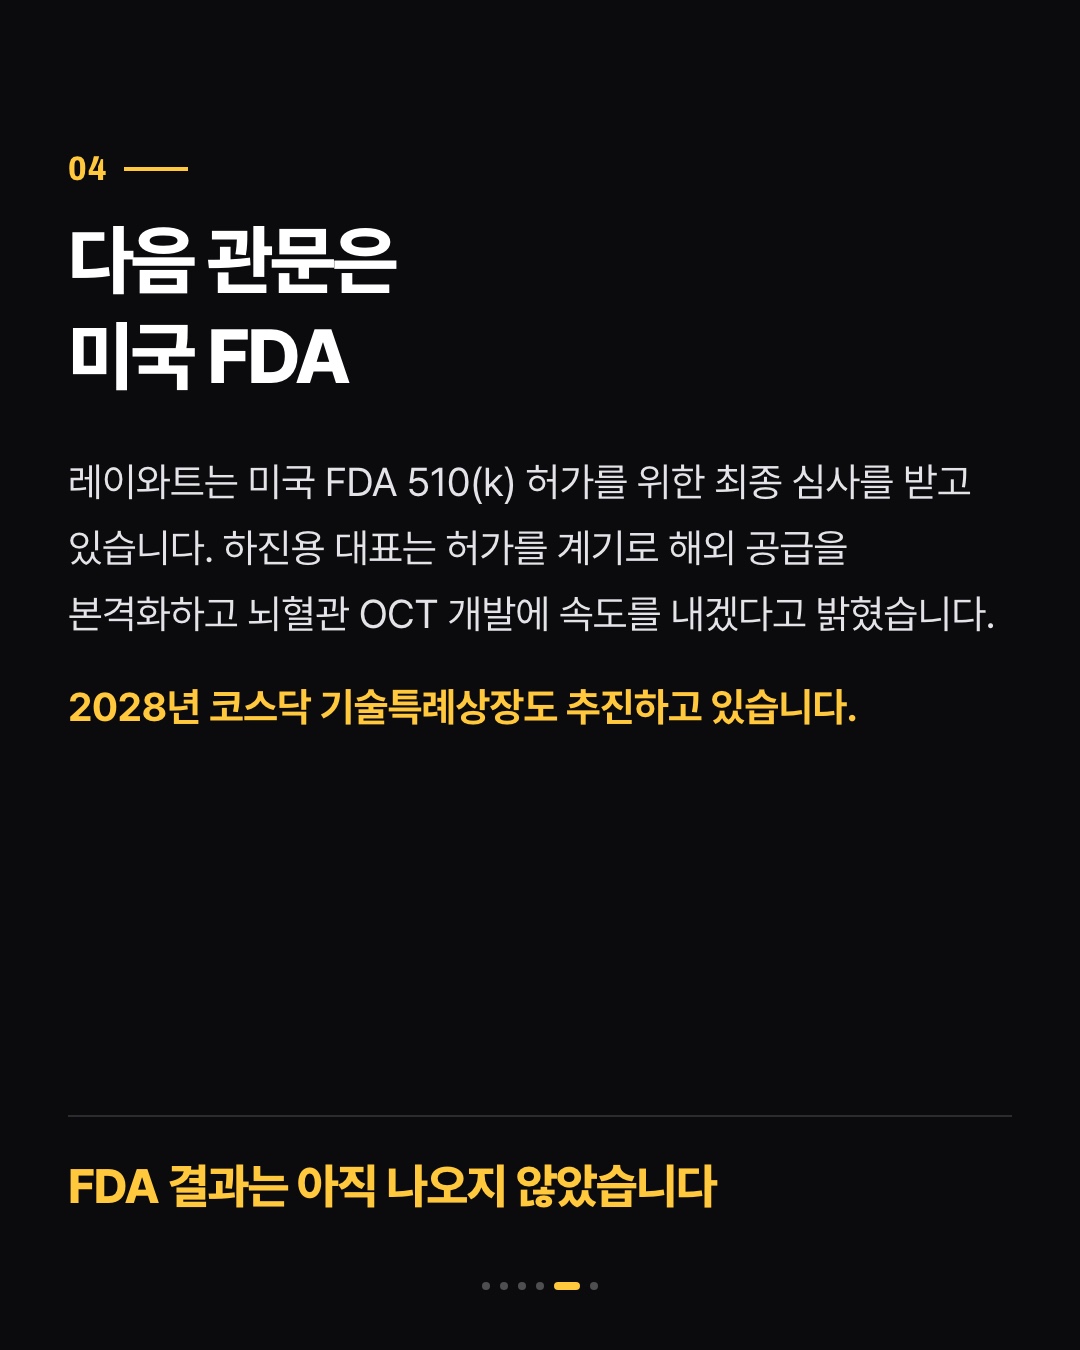 04
다음 관문은
미국 FDA
레이와트는 미국 FDA 510(k) 허가를 위한 최종 심사를 받고
있습니다. 하진용 대표는 허가를 계기로 해외 공급을
본격화하고 뇌혈관 OCT 개발에 속도를 내겠다고 밝혔습니다.
2028년 코스닥 기술특례상장도 추진하고 있습니다.
FDA 결과는 아직 나오지 않았습니다